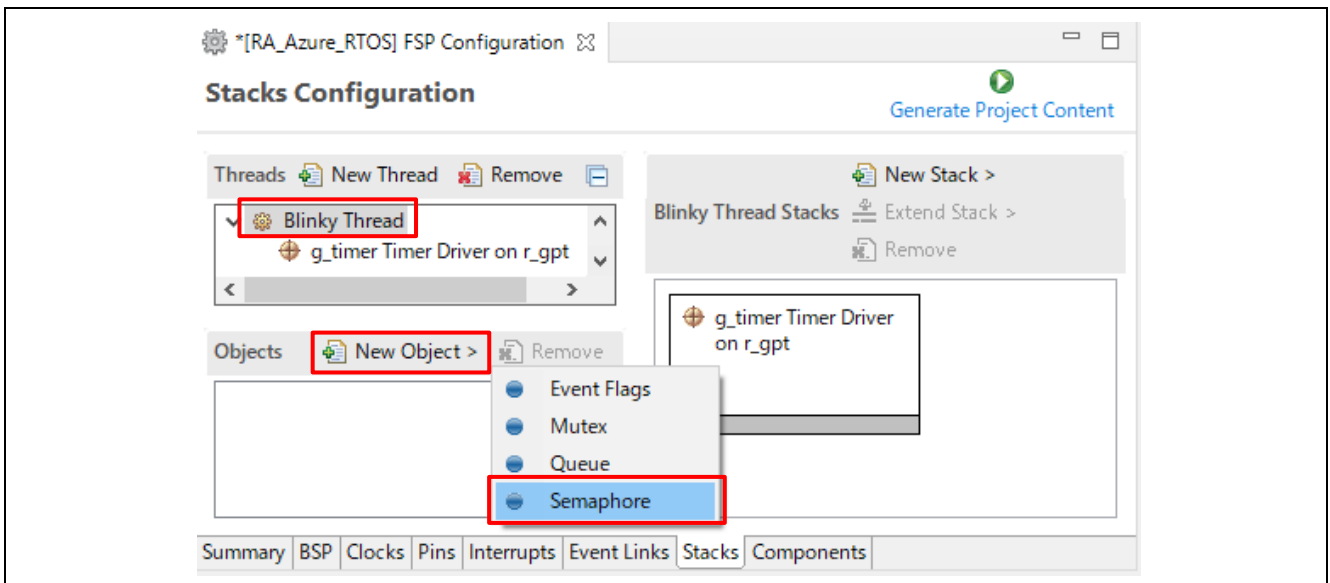 *[RA_Azure_RTOS] FSP Configuration
Stacks Configuration
Generate Project Content
Threads New Thread Remove
Blinky Thread
g_timer Timer Driver on r_gpt
Objects New Object > Remove
Event Flags
Mutex
Queue
Semaphore
New Stack >
Blinky Thread Stacks Extend Stack >
Remove
g_timer Timer Driver
on r_gpt
Summary BSP Clocks Pins Interrupts Event Links Stacks Components